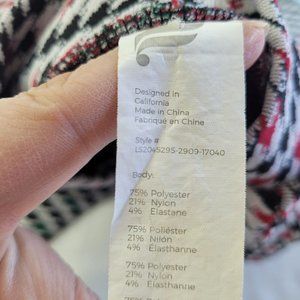 Designed in
California
Made in China
Fabriqué en Chine
Style #
LS2045295-2909-17040
Body:
75% Polyester
21% Nylon
4% Elastane
75% Poliéster
21% Nilón
4% Elasthanne
75% Polyester
21% Nylon
4% Elasthanne